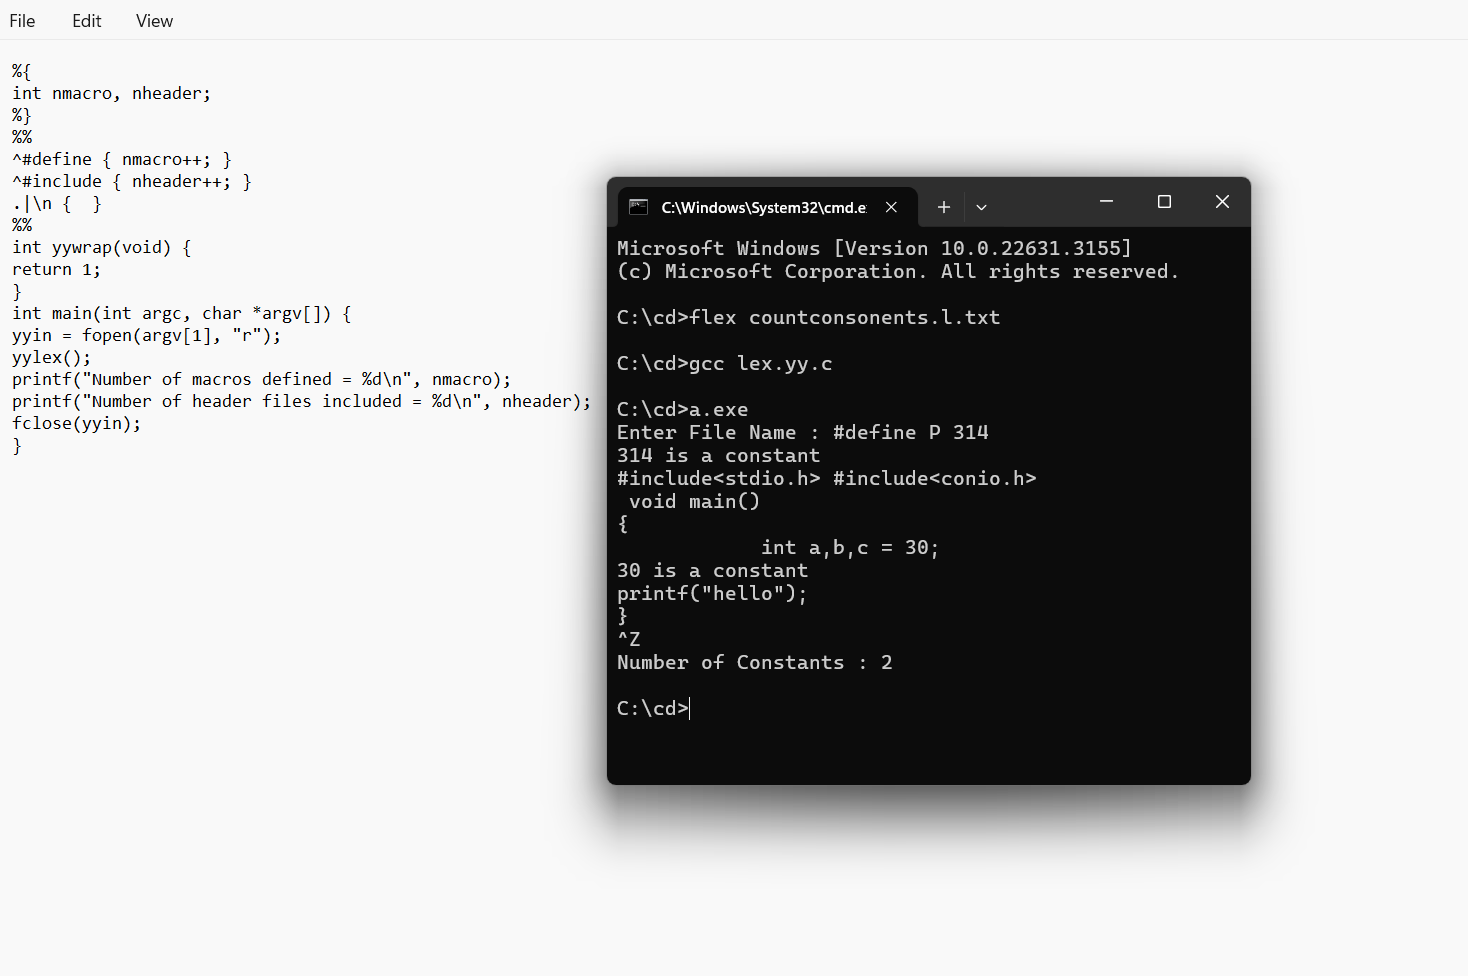 File Edit View
%{
int nmacro, nheader;
%}
%%
^#define { nmacro++; }
^#include { nheader++; }
.|\n {  }
%%
int yywrap(void) {
return 1;
}
int main(int argc, char *argv[]) {
yyin = fopen(argv[1], "r");
yylex();
printf("Number of macros defined = %d\n", nmacro);
printf("Number of header files included = %d\n", nheader);
fclose(yyin);
}
C:\Windows\System32\cmd.e
Microsoft Windows [Version 10.0.22631.3155]
(c) Microsoft Corporation. All rights reserved.
C:\cd>flex countconsonents.l.txt
C:\cd>gcc lex.yy.c
C:\cd>a.exe
Enter File Name : #define P 314
314 is a constant
#include<stdio.h> #include<conio.h>
void main()
{
int a,b,c = 30;
30 is a constant
printf("hello");
}
^Z
Number of Constants : 2
C:\cd>